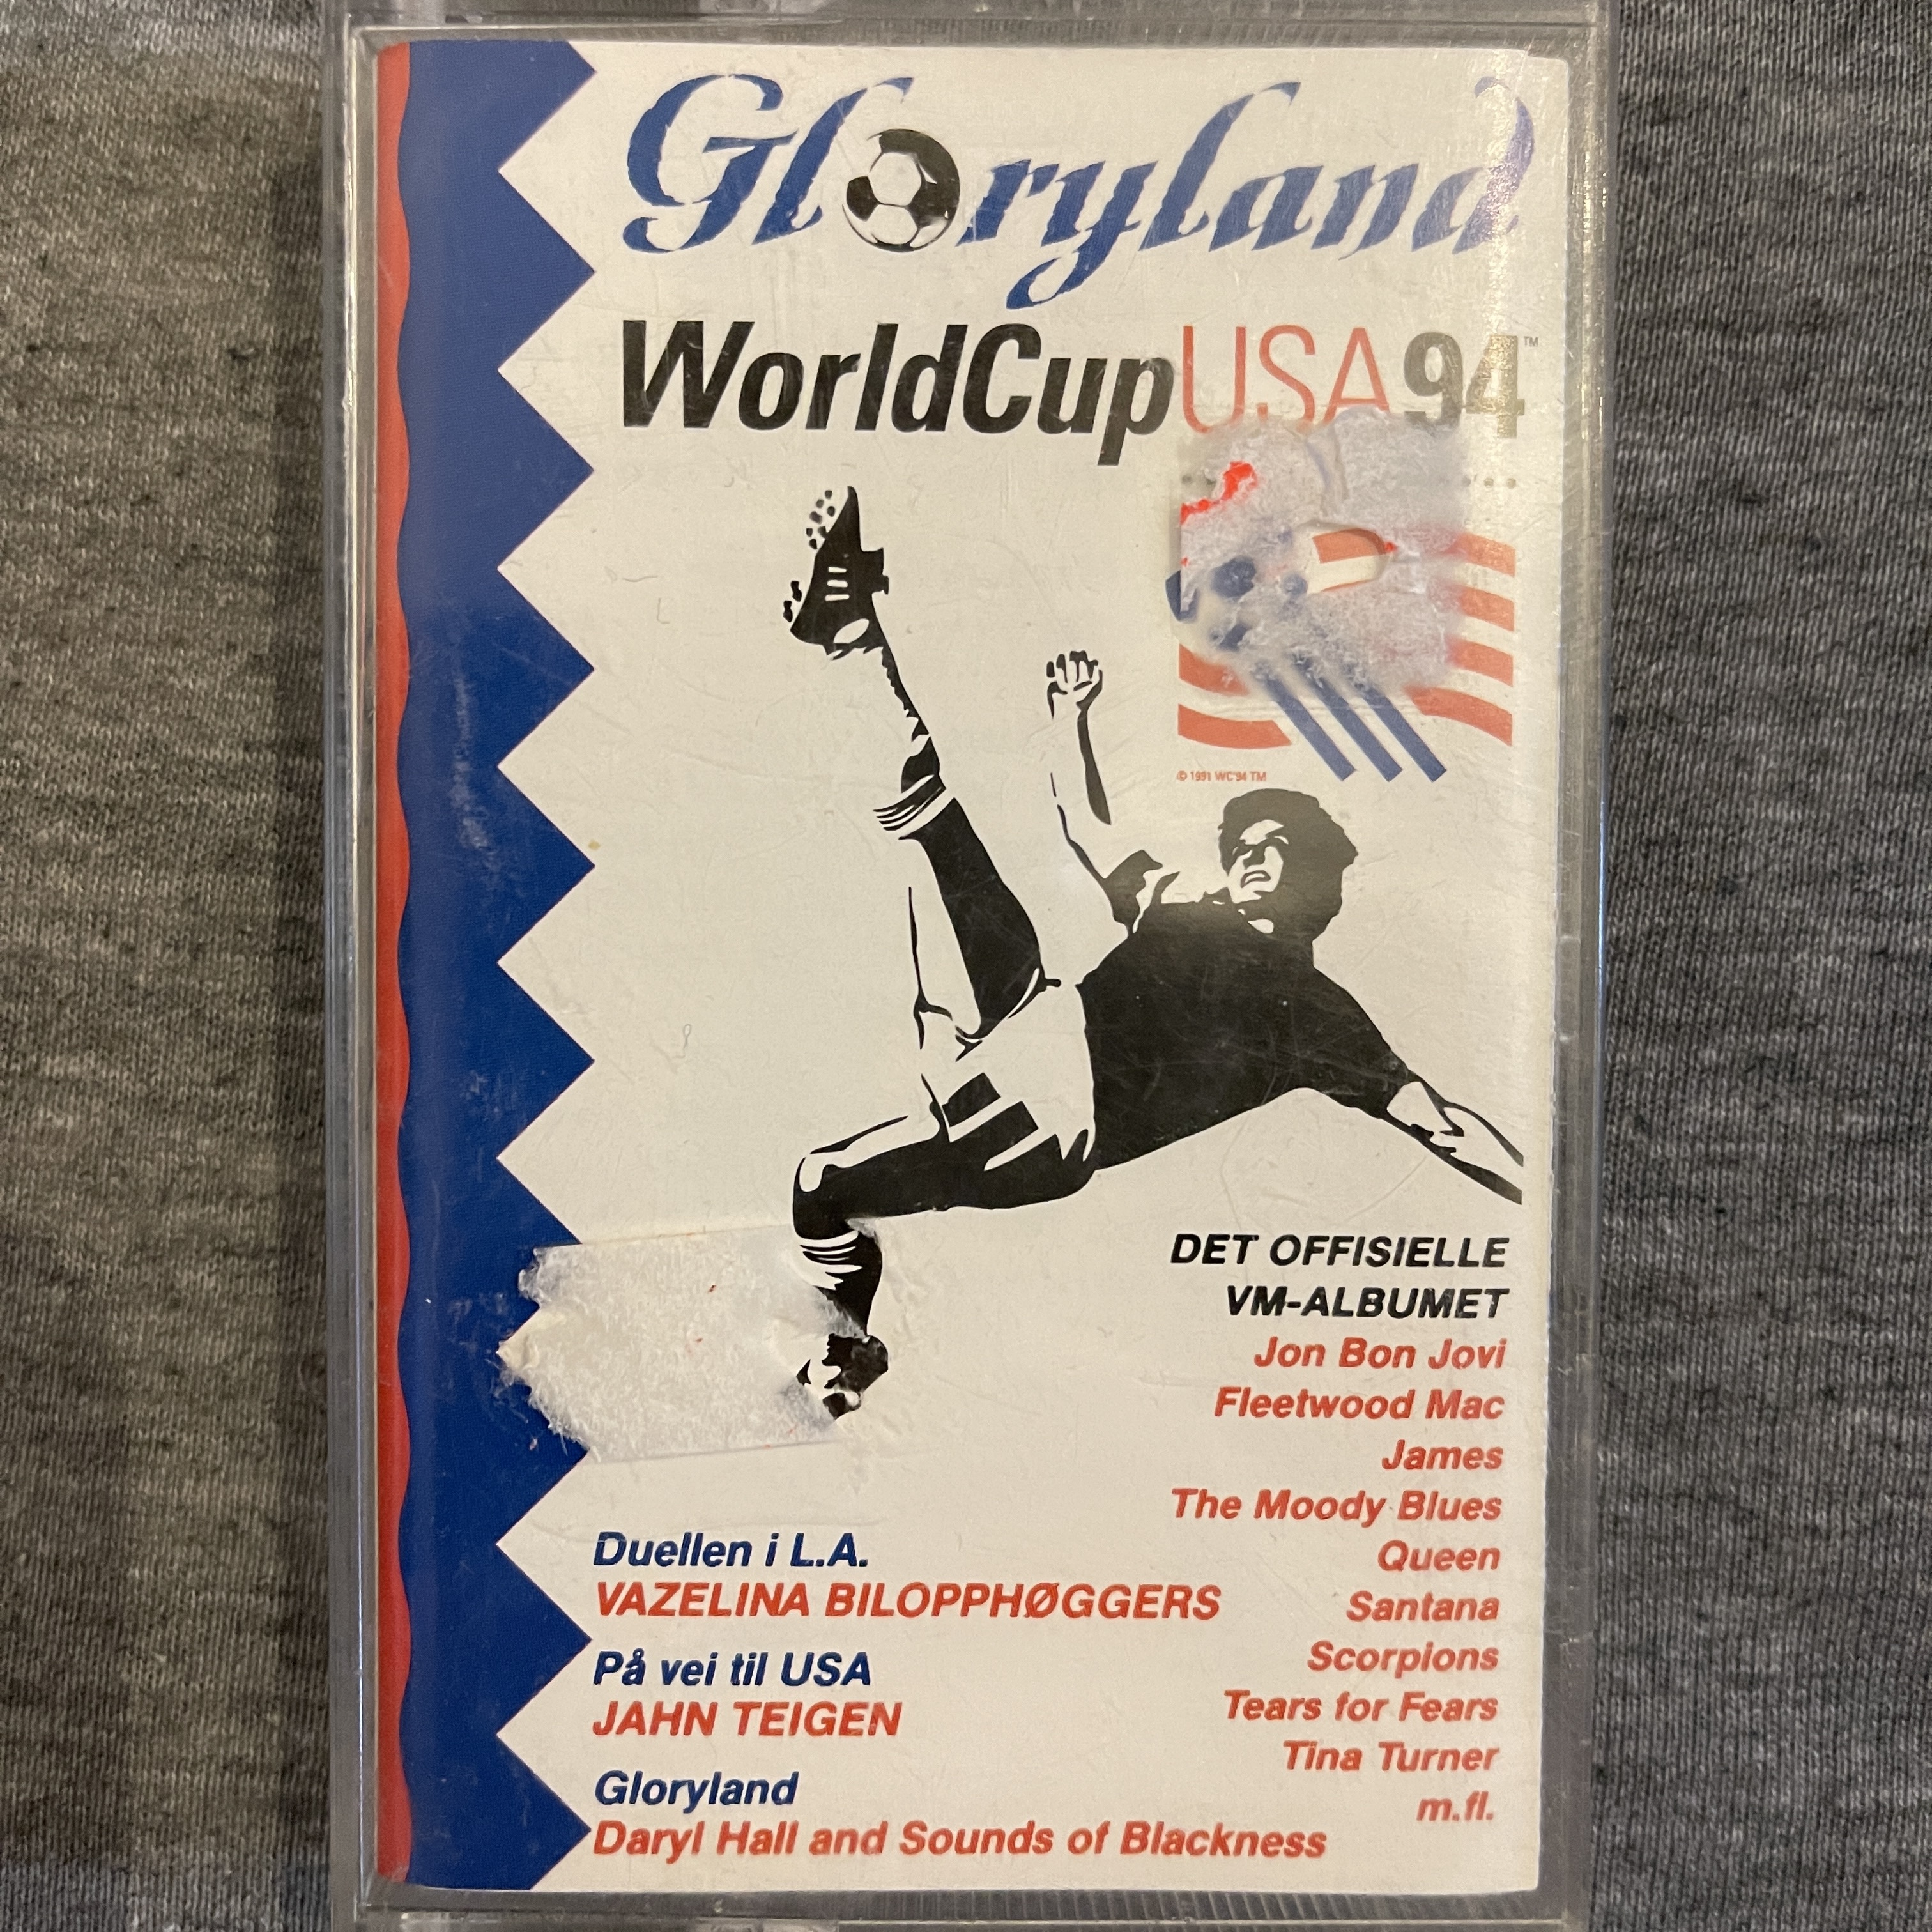 Gloryland
WorldCupUSA94™
© 1991 WC'94 TM
DET OFFISIELLE
VM-ALBUMET
Jon Bon Jovi
Fleetwood Mac
James
The Moody Blues
Queen
Santana
Scorpions
Tears for Fears
Tina Turner
m.fl.
Duellen i L.A.
VAZELINA BILOPPHØGGERS
På vei til USA
JAHN TEIGEN
Gloryland
Daryl Hall and Sounds of Blackness